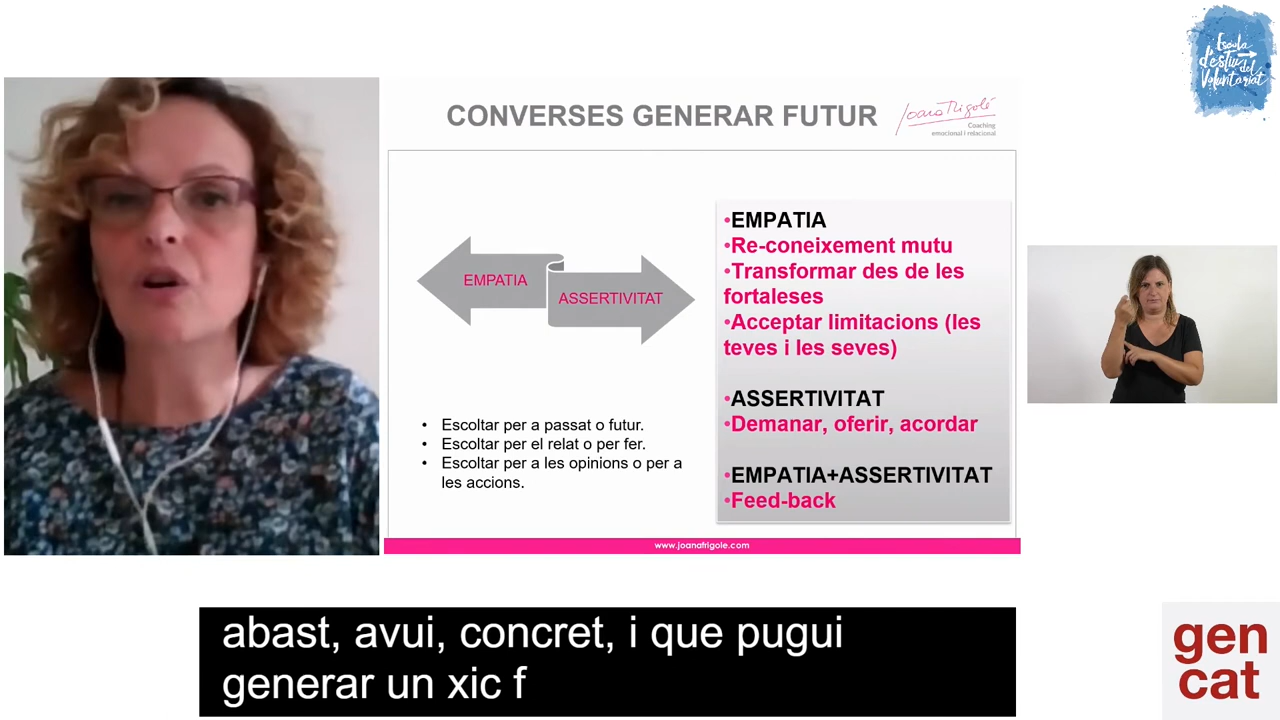 Escola
d'estiu
del
Voluntariat
CONVERSES GENERAR FUTUR
Joana Frigolé
Coaching
emocional i relacional
EMPATIA
ASSERTIVITAT
• Escoltar per a passat o futur.
• Escoltar per el relat o per fer.
• Escoltar per a les opinions o per a
les accions.
•EMPATIA
•Re-coneixement mutu
•Transformar des de les
fortaleses
•Acceptar limitacions (les
teves i les seves)
•ASSERTIVITAT
•Demanar, oferir, acordar
•EMPATIA+ASSERTIVITAT
•Feed-back
www.joanafrigole.com
abast, avui, concret, i que pugui
generar un xic f
gen
cat